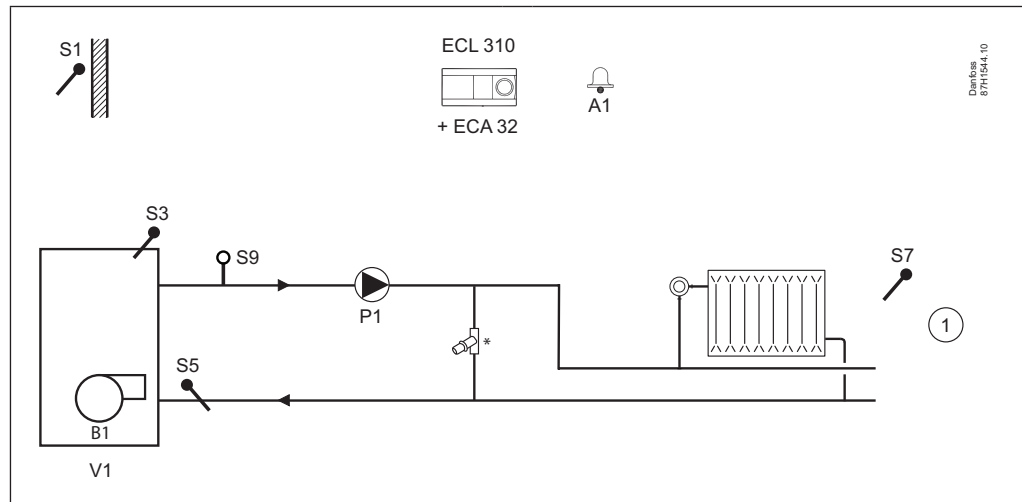 S1
ECL 310
+ ECA 32
A1
Danfoss
87H1544.10
S3
S9
P1
S7
1
*
S5
B1
V1